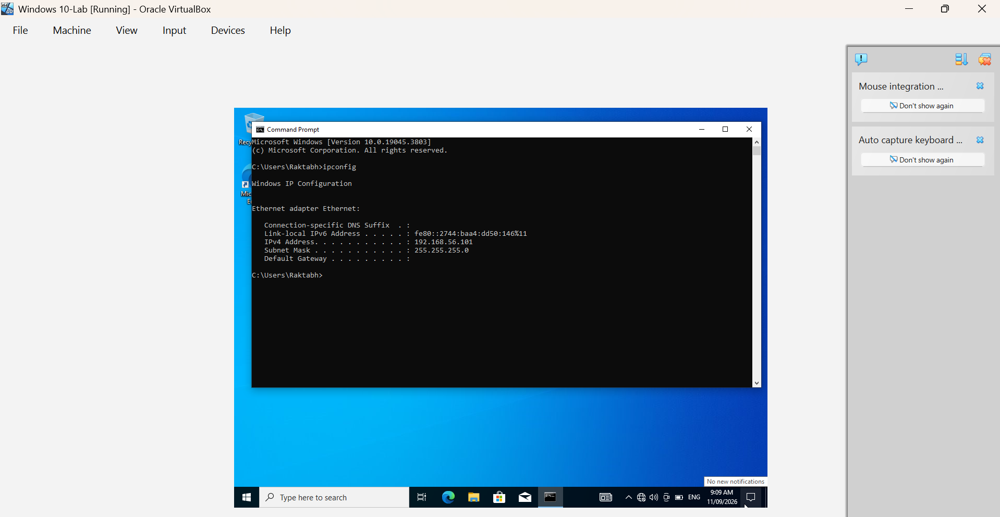 Windows 10-Lab [Running] - Oracle VirtualBox
File Machine View Input Devices Help
Mouse integration ...
Don't show again
Auto capture keyboard ...
Don't show again
Command Prompt
Microsoft Windows [Version 10.0.19045.3803]
(c) Microsoft Corporation. All rights reserved.
C:\Users\Raktabh>ipconfig
Windows IP Configuration
Ethernet adapter Ethernet:
Connection-specific DNS Suffix  . :
Link-local IPv6 Address . . . . . : fe80::2744:baa4:dd50:146%11
IPv4 Address. . . . . . . . . . . : 192.168.56.101
Subnet Mask . . . . . . . . . . . : 255.255.255.0
Default Gateway . . . . . . . . . :
C:\Users\Raktabh>
No new notifications
Type here to search
ENG
9:09 AM
11/09/2026